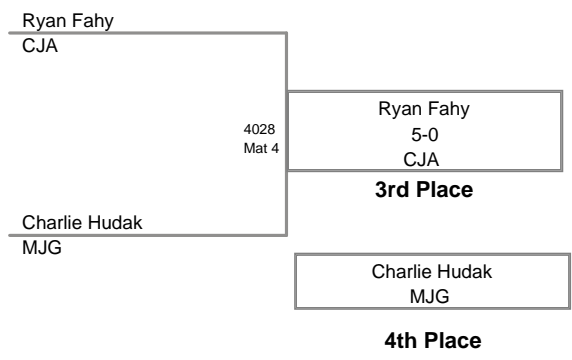 Ryan Fahy
CJA
4028
Mat 4
Ryan Fahy
5-0
CJA
3rd Place
Charlie Hudak
MJG
Charlie Hudak
MJG
4th Place